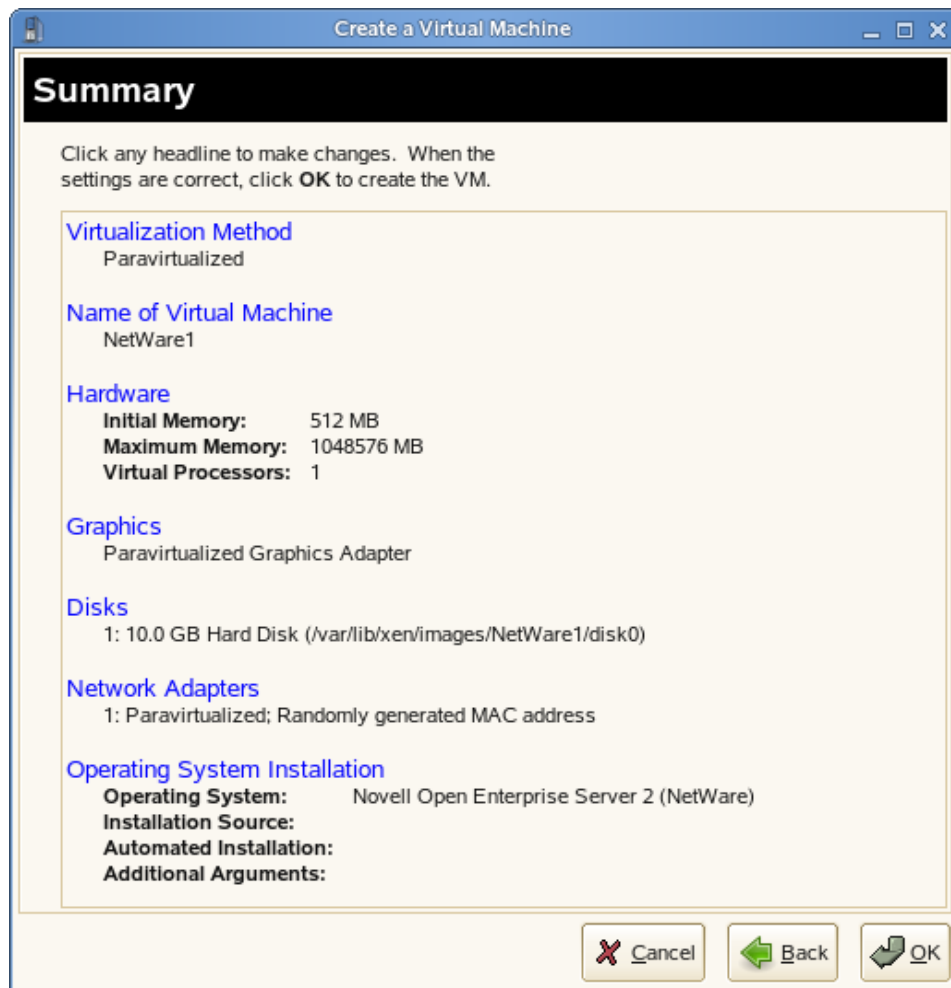 Create a Virtual Machine
Summary
Click any headline to make changes. When the
settings are correct, click OK to create the VM.
Virtualization Method
Paravirtualized
Name of Virtual Machine
NetWare1
Hardware
Initial Memory: 512 MB
Maximum Memory: 1048576 MB
Virtual Processors: 1
Graphics
Paravirtualized Graphics Adapter
Disks
1: 10.0 GB Hard Disk (/var/lib/xen/images/NetWare1/disk0)
Network Adapters
1: Paravirtualized; Randomly generated MAC address
Operating System Installation
Operating System: Novell Open Enterprise Server 2 (NetWare)
Installation Source:
Automated Installation:
Additional Arguments:
Cancel Back OK